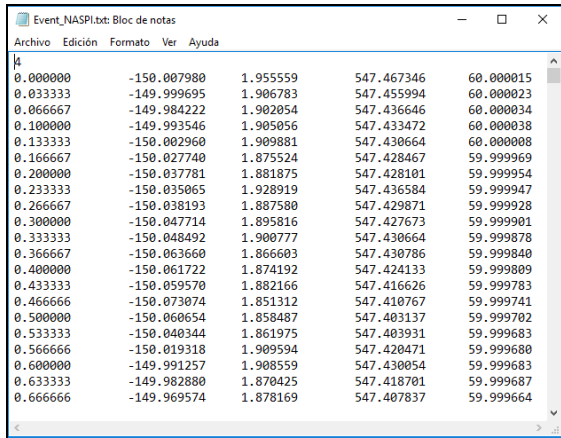 Event_NASPI.txt: Bloc de notas
Archivo Edición Formato Ver Ayuda
4
0.000000 -150.007980 1.955559 547.467346 60.000015
0.033333 -149.999695 1.906783 547.455994 60.000023
0.066667 -149.984222 1.902054 547.436646 60.000034
0.100000 -149.993546 1.905056 547.433472 60.000038
0.133333 -150.002960 1.909881 547.430664 60.000008
0.166667 -150.027740 1.875524 547.428467 59.999969
0.200000 -150.037781 1.881875 547.428101 59.999954
0.233333 -150.035065 1.928919 547.436584 59.999947
0.266667 -150.038193 1.887580 547.429871 59.999928
0.300000 -150.047714 1.895816 547.427673 59.999901
0.333333 -150.048492 1.900777 547.430664 59.999878
0.366667 -150.063660 1.866603 547.430786 59.999840
0.400000 -150.061722 1.874192 547.424133 59.999809
0.433333 -150.059570 1.882166 547.416626 59.999783
0.466666 -150.073074 1.851312 547.410767 59.999741
0.500000 -150.060654 1.858487 547.403137 59.999702
0.533333 -150.040344 1.861975 547.403931 59.999683
0.566666 -150.019318 1.909594 547.420471 59.999680
0.600000 -149.991257 1.908559 547.430054 59.999683
0.633333 -149.982880 1.870425 547.418701 59.999687
0.666666 -149.969574 1.878169 547.407837 59.999664